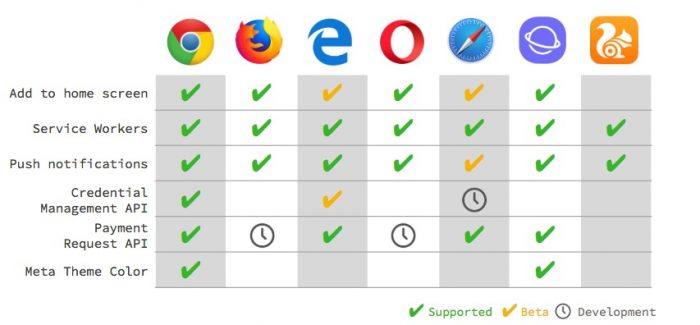 Add to home screen
Service Workers
Push notifications
Credential
Management API
Payment
Request API
Meta Theme Color
Supported Beta Development